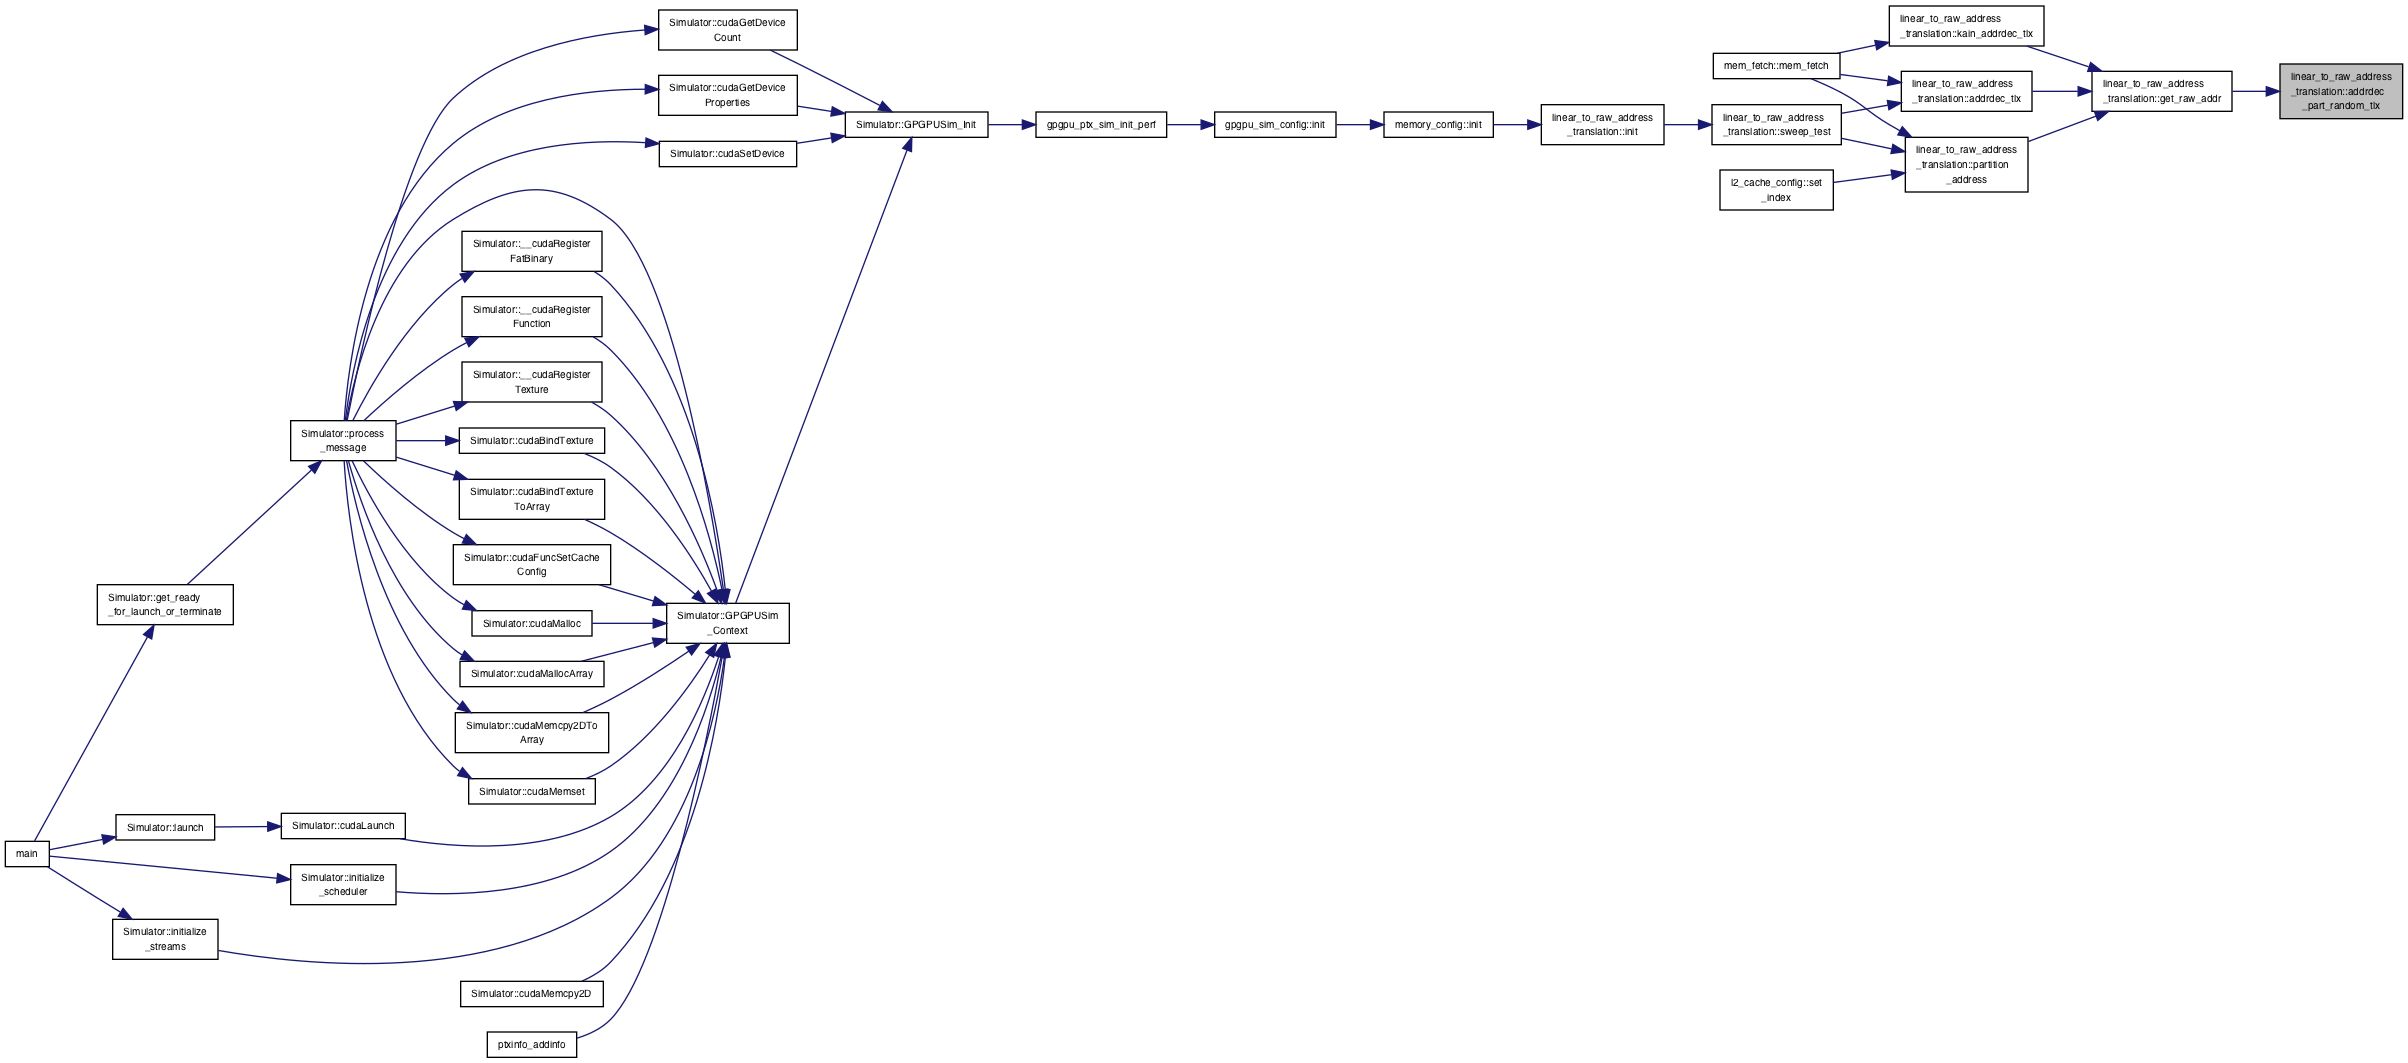 Simulator::cudaGetDevice
Count
Simulator::cudaGetDevice
Properties
Simulator::cudaSetDevice
Simulator::GPGPUSim_Init
gpgpu_ptx_sim_init_perf
gpgpu_sim_config::init
memory_config::init
linear_to_raw_address
_translation::init
linear_to_raw_address
_translation::sweep_test
mem_fetch::mem_fetch
l2_cache_config::set
_index
linear_to_raw_address
_translation::kain_addrdec_tlx
linear_to_raw_address
_translation::addrdec_tlx
linear_to_raw_address
_translation::partition
_address
linear_to_raw_address
_translation::get_raw_addr
linear_to_raw_address
_translation::addrdec
_part_random_tlx
Simulator::__cudaRegister
FatBinary
Simulator::__cudaRegister
Function
Simulator::__cudaRegister
Texture
Simulator::process
_message
Simulator::cudaBindTexture
Simulator::cudaBindTexture
ToArray
Simulator::cudaFuncSetCache
Config
Simulator::get_ready
_for_launch_or_terminate
Simulator::cudaMalloc
Simulator::GPGPUSim
_Context
Simulator::cudaMallocArray
Simulator::cudaMemcpy2DTo
Array
Simulator::cudaMemset
Simulator::launch
Simulator::cudaLaunch
main
Simulator::initialize
_scheduler
Simulator::initialize
_streams
Simulator::cudaMemcpy2D
ptxinfo_addinfo